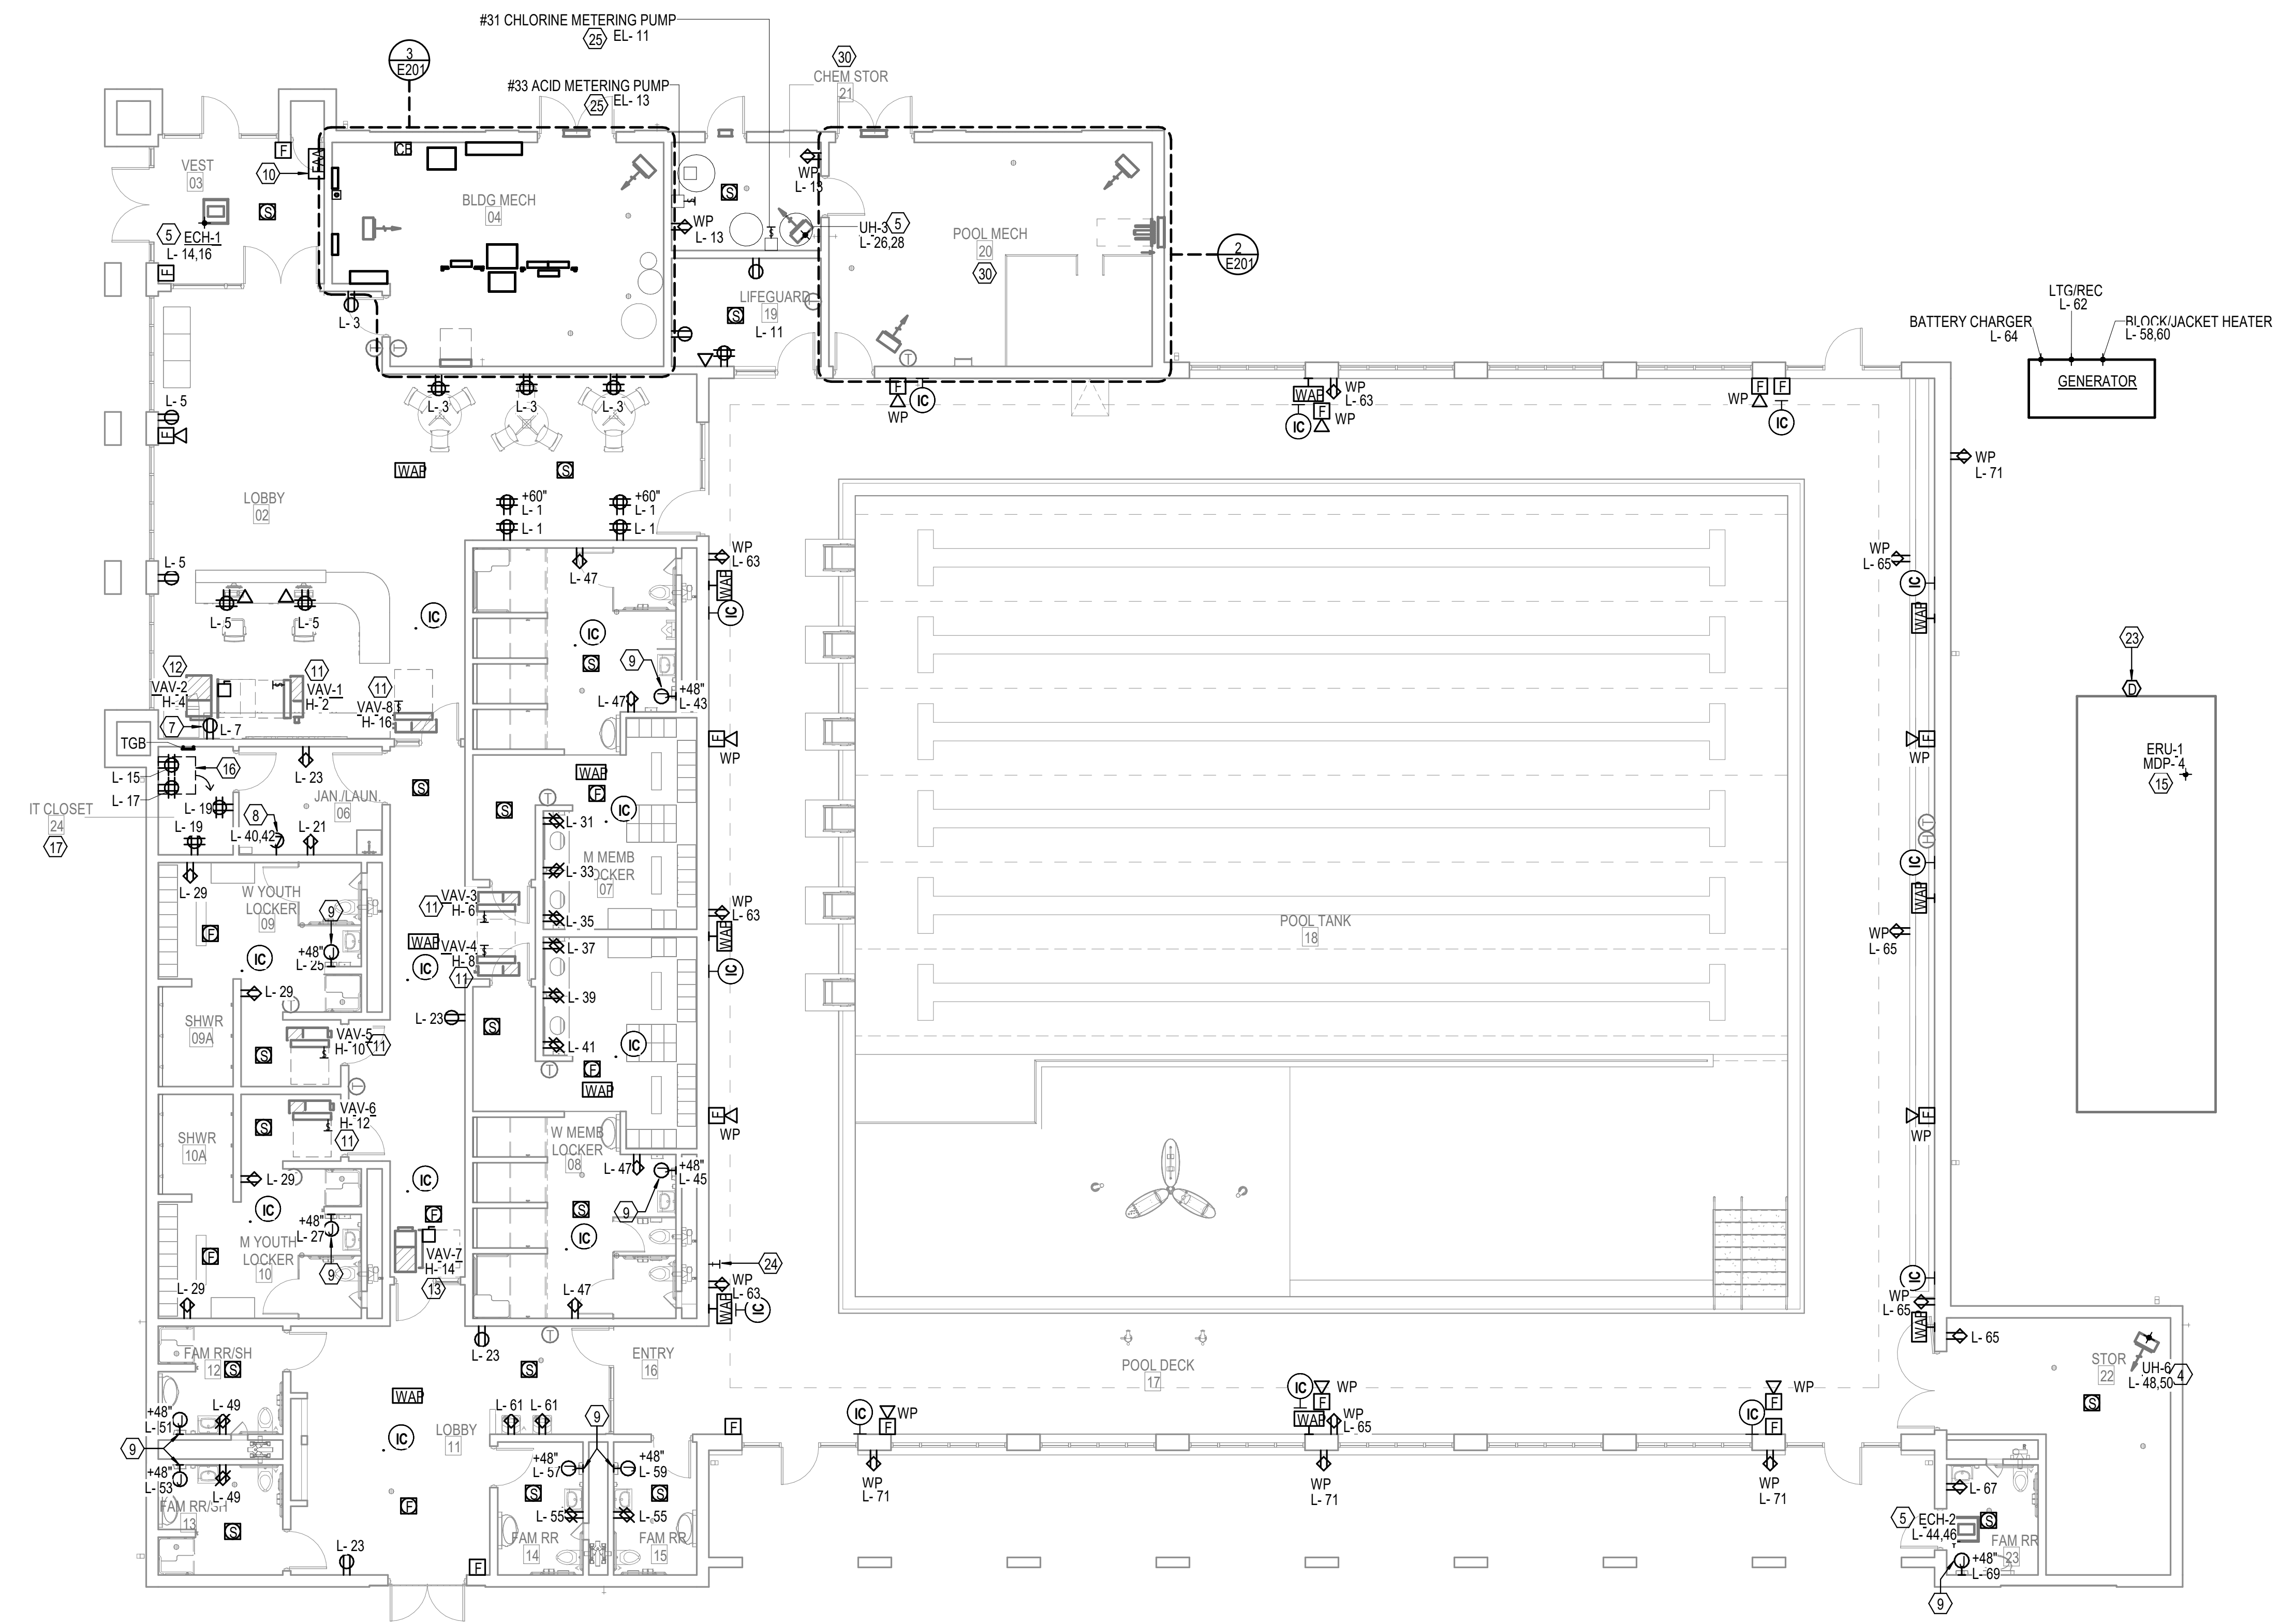 #31 CHLORINE METERING PUMP
25 EL- 11
3
E201
30
CHEM STOR
21
#33 ACID METERING PUMP
25 EL- 13
F
CF
FAA
10
VEST
03
S
5 ECH-1
L- 14,16
F
BLDG MECH
04
S
WP
L- 13
WP
L- 13
UH-3 5
L- 26,28
POOL MECH
20
30
2
E201
L- 3
LIFEGUARD
19
S
L- 11
T
T
T
T
LTG/REC
L- 62
BATTERY CHARGER
L- 64
BLOCK/JACKET HEATER
L- 58,60
GENERATOR
L- 3
L- 3
L- 3
F
WP
IC
WAP
WP
L- 63
IC
F
WP
F
F
WP
IC
L- 5
F
WAP
S
WP
L- 71
LOBBY
02
+60"
L- 1
L- 1
+60"
L- 1
L- 1
L- 5
L- 47
WP
L- 63
WAP
IC
WP
L- 65
IC
WAP
L- 5
L- 5
IC
IC
S
9
+48"
L- 43
L- 47
23
D
12
VAV-2
H- 4
11
VAV-1
H- 2
11
VAV-8
H- 16
7
L- 7
TGB
F
WP
F
WP
ERU-1
MDP- 4
15
L- 15
L- 17
16
L- 23
S
WAP
F
T
IC
S
IT CLOSET
24
17
L- 19
JAN /LAUN.
06
L- 19
8
L- 40,42
L- 21
L- 31
M MEMB
LOCKER
07
L- 33
L- 35
T
H
IC
WAP
L- 29
W YOUTH
LOCKER
09
9
F
+48"
L- 25
IC
11
VAV-3
H- 6
WAP
VAV-4
H- 8
IC
11
L- 37
WP
L- 63
WAP
IC
WP
L- 65
L- 29
T
L- 39
SHWR
09A
L- 23
S
L- 41
IC
S
VAV-5
H- 10
11
T
T
F
WAP
POOL TANK
18
SHWR
10A
S
VAV-6
H- 12
11
F
WP
F
WP
W MEMB
LOCKER
08
L- 47
+48"
L- 45
L- 29
IC
IC
F
S
9
+48"
L- 27
M YOUTH
LOCKER
10
9
F
IC
VAV-7
H- 14
13
24
L- 29
L- 47
WP
L- 63
WAP
IC
IC
WP
L- 65
WAP
L- 65
L- 23
T
FAM RR/SH
12
S
S
ENTRY
16
POOL DECK
17
STOR
22
UH-6
L- 48,50
4
S
WAP
L- 49
+48"
L- 51
9
IC
LOBBY
11
L- 61
L- 61
9
F
IC
WP
F
IC
WP
F
WAP
WP
L- 65
WP
F
IC
F
+48"
L- 53
L- 49
FAM RR/SH
13
S
F
+48"
L- 57
+48"
L- 59
S
S
L- 55
L- 55
WP
L- 71
WP
L- 71
WP
L- 71
L- 67
5 ECH-2
L- 44,46
S
L- 23
F
FAM RR
14
FAM RR
15
FAM RR
23
+48"
L- 69
9